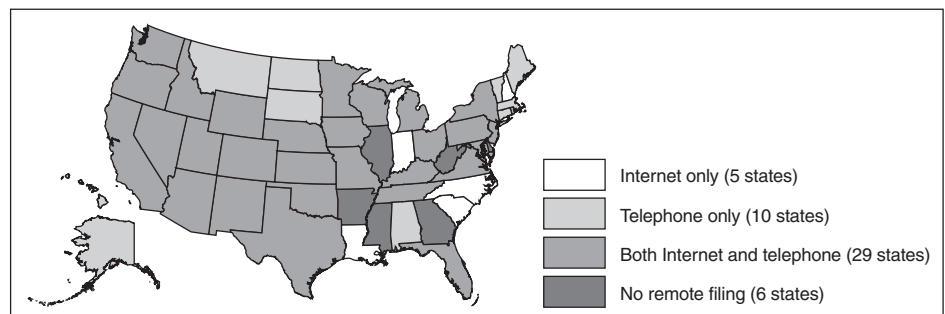 Internet only (5 states)
Telephone only (10 states)
Both Internet and telephone (29 states)
No remote filing (6 states)